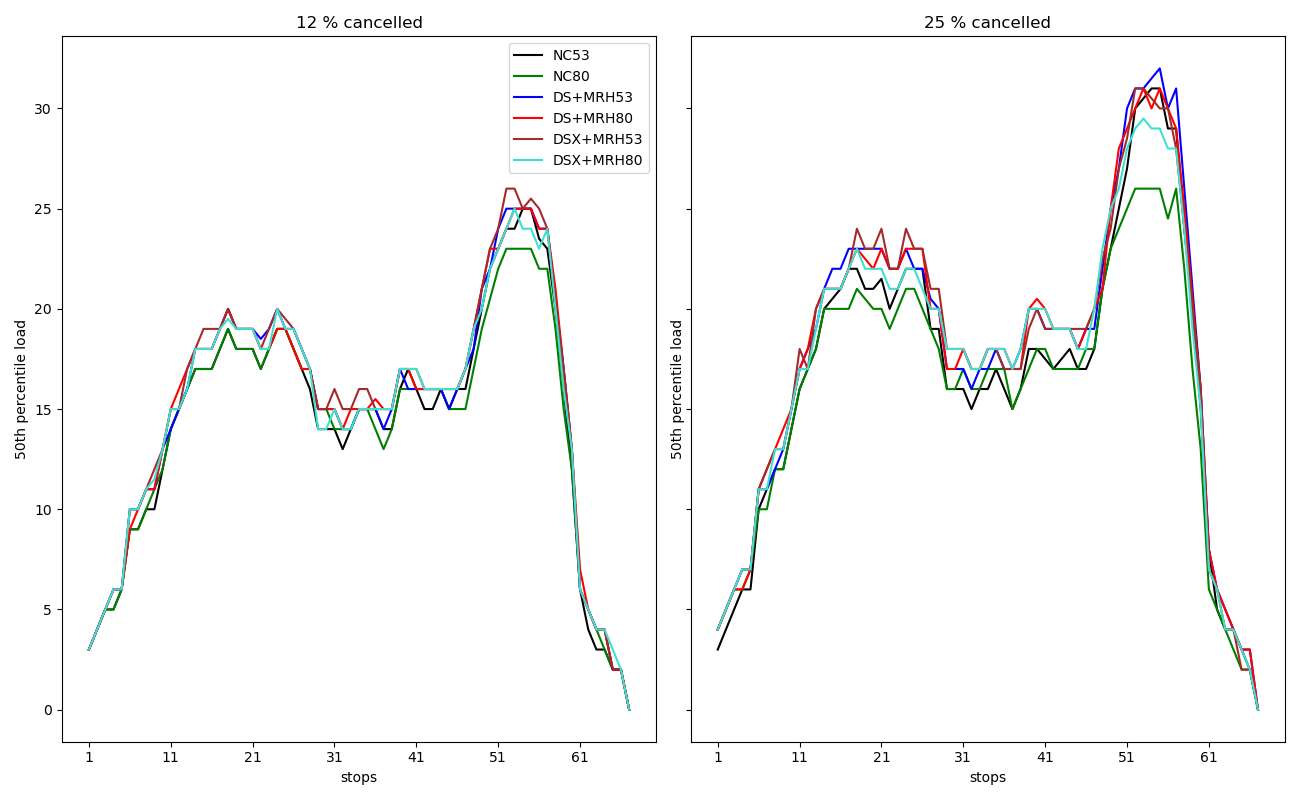 12 % cancelled
25 % cancelled
NC53
NC80
DS+MRH53
DS+MRH80
DSX+MRH53
DSX+MRH80
50th percentile load
30
25
20
15
10
5
0
1 11 21 31 41 51 61
stops
50th percentile load
1 11 21 31 41 51 61
stops